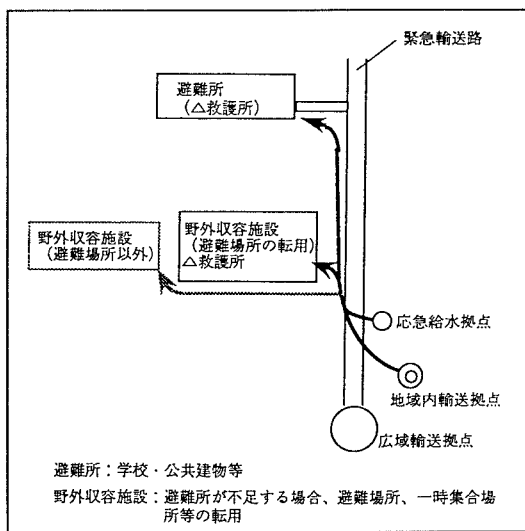 緊急輸送路
避難所
（△救護所）
野外収容施設
（避難場所の転用）
△救護所
野外収容施設
（避難場所以外）
応急給水拠点
地域内輸送拠点
広域輸送拠点
避難所：学校・公共建物等
野外収容施設：避難所が不足する場合、避難場所、一時集合場
所等の転用